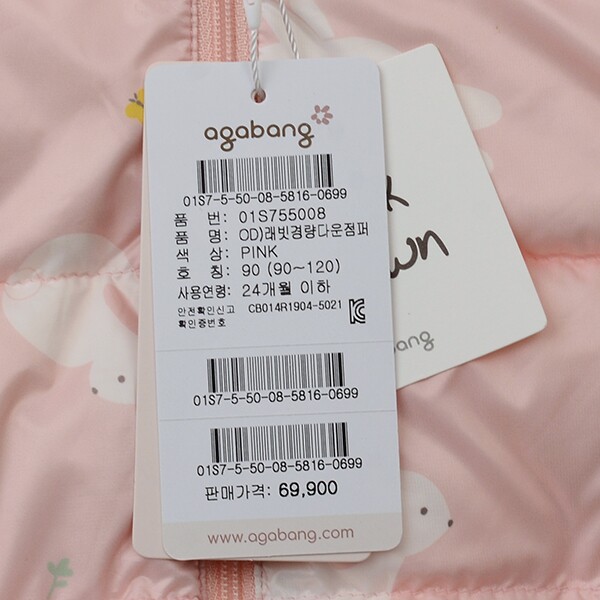 agabang
01S7-5-50-08-5816-0699
품 번: 01S755008
품 명: OD)래빗경량다운점퍼
색 상: PINK
호 칭: 90 (90~120)
사용연령: 24개월 이하
안전확인신고 CB014R1904-5021
확인증번호
01S7-5-50-08-5816-0699
01S7-5-50-08-5816-0699
판매가격: 69,900
www.agabang.com